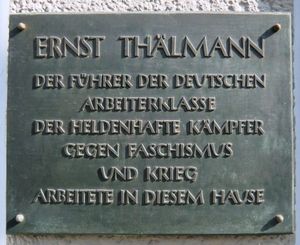 ERNST THÄLMANN
DER FÜHRER DER DEUTSCHEN
ARBEITERKLASSE
DER HELDENHAFTE KÄMPFER
GEGEN FASCHISMUS
UND KRIEG
ARBEITETE IN DIESEM HAUSE